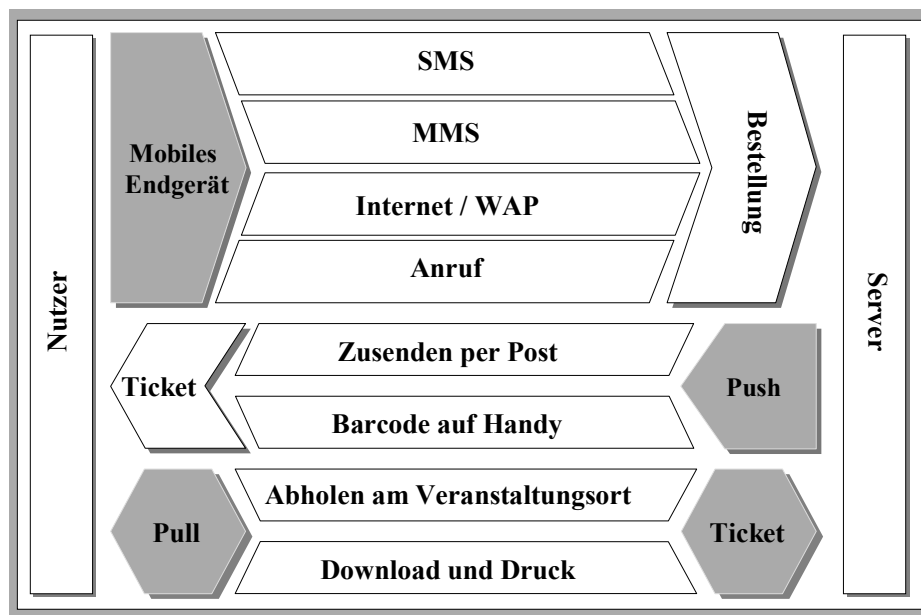 Nutzer
Mobiles
Endgerät
SMS
MMS
Internet / WAP
Anruf
Bestellung
Server
Ticket
Zusenden per Post
Barcode auf Handy
Push
Pull
Abholen am Veranstaltungsort
Download und Druck
Ticket